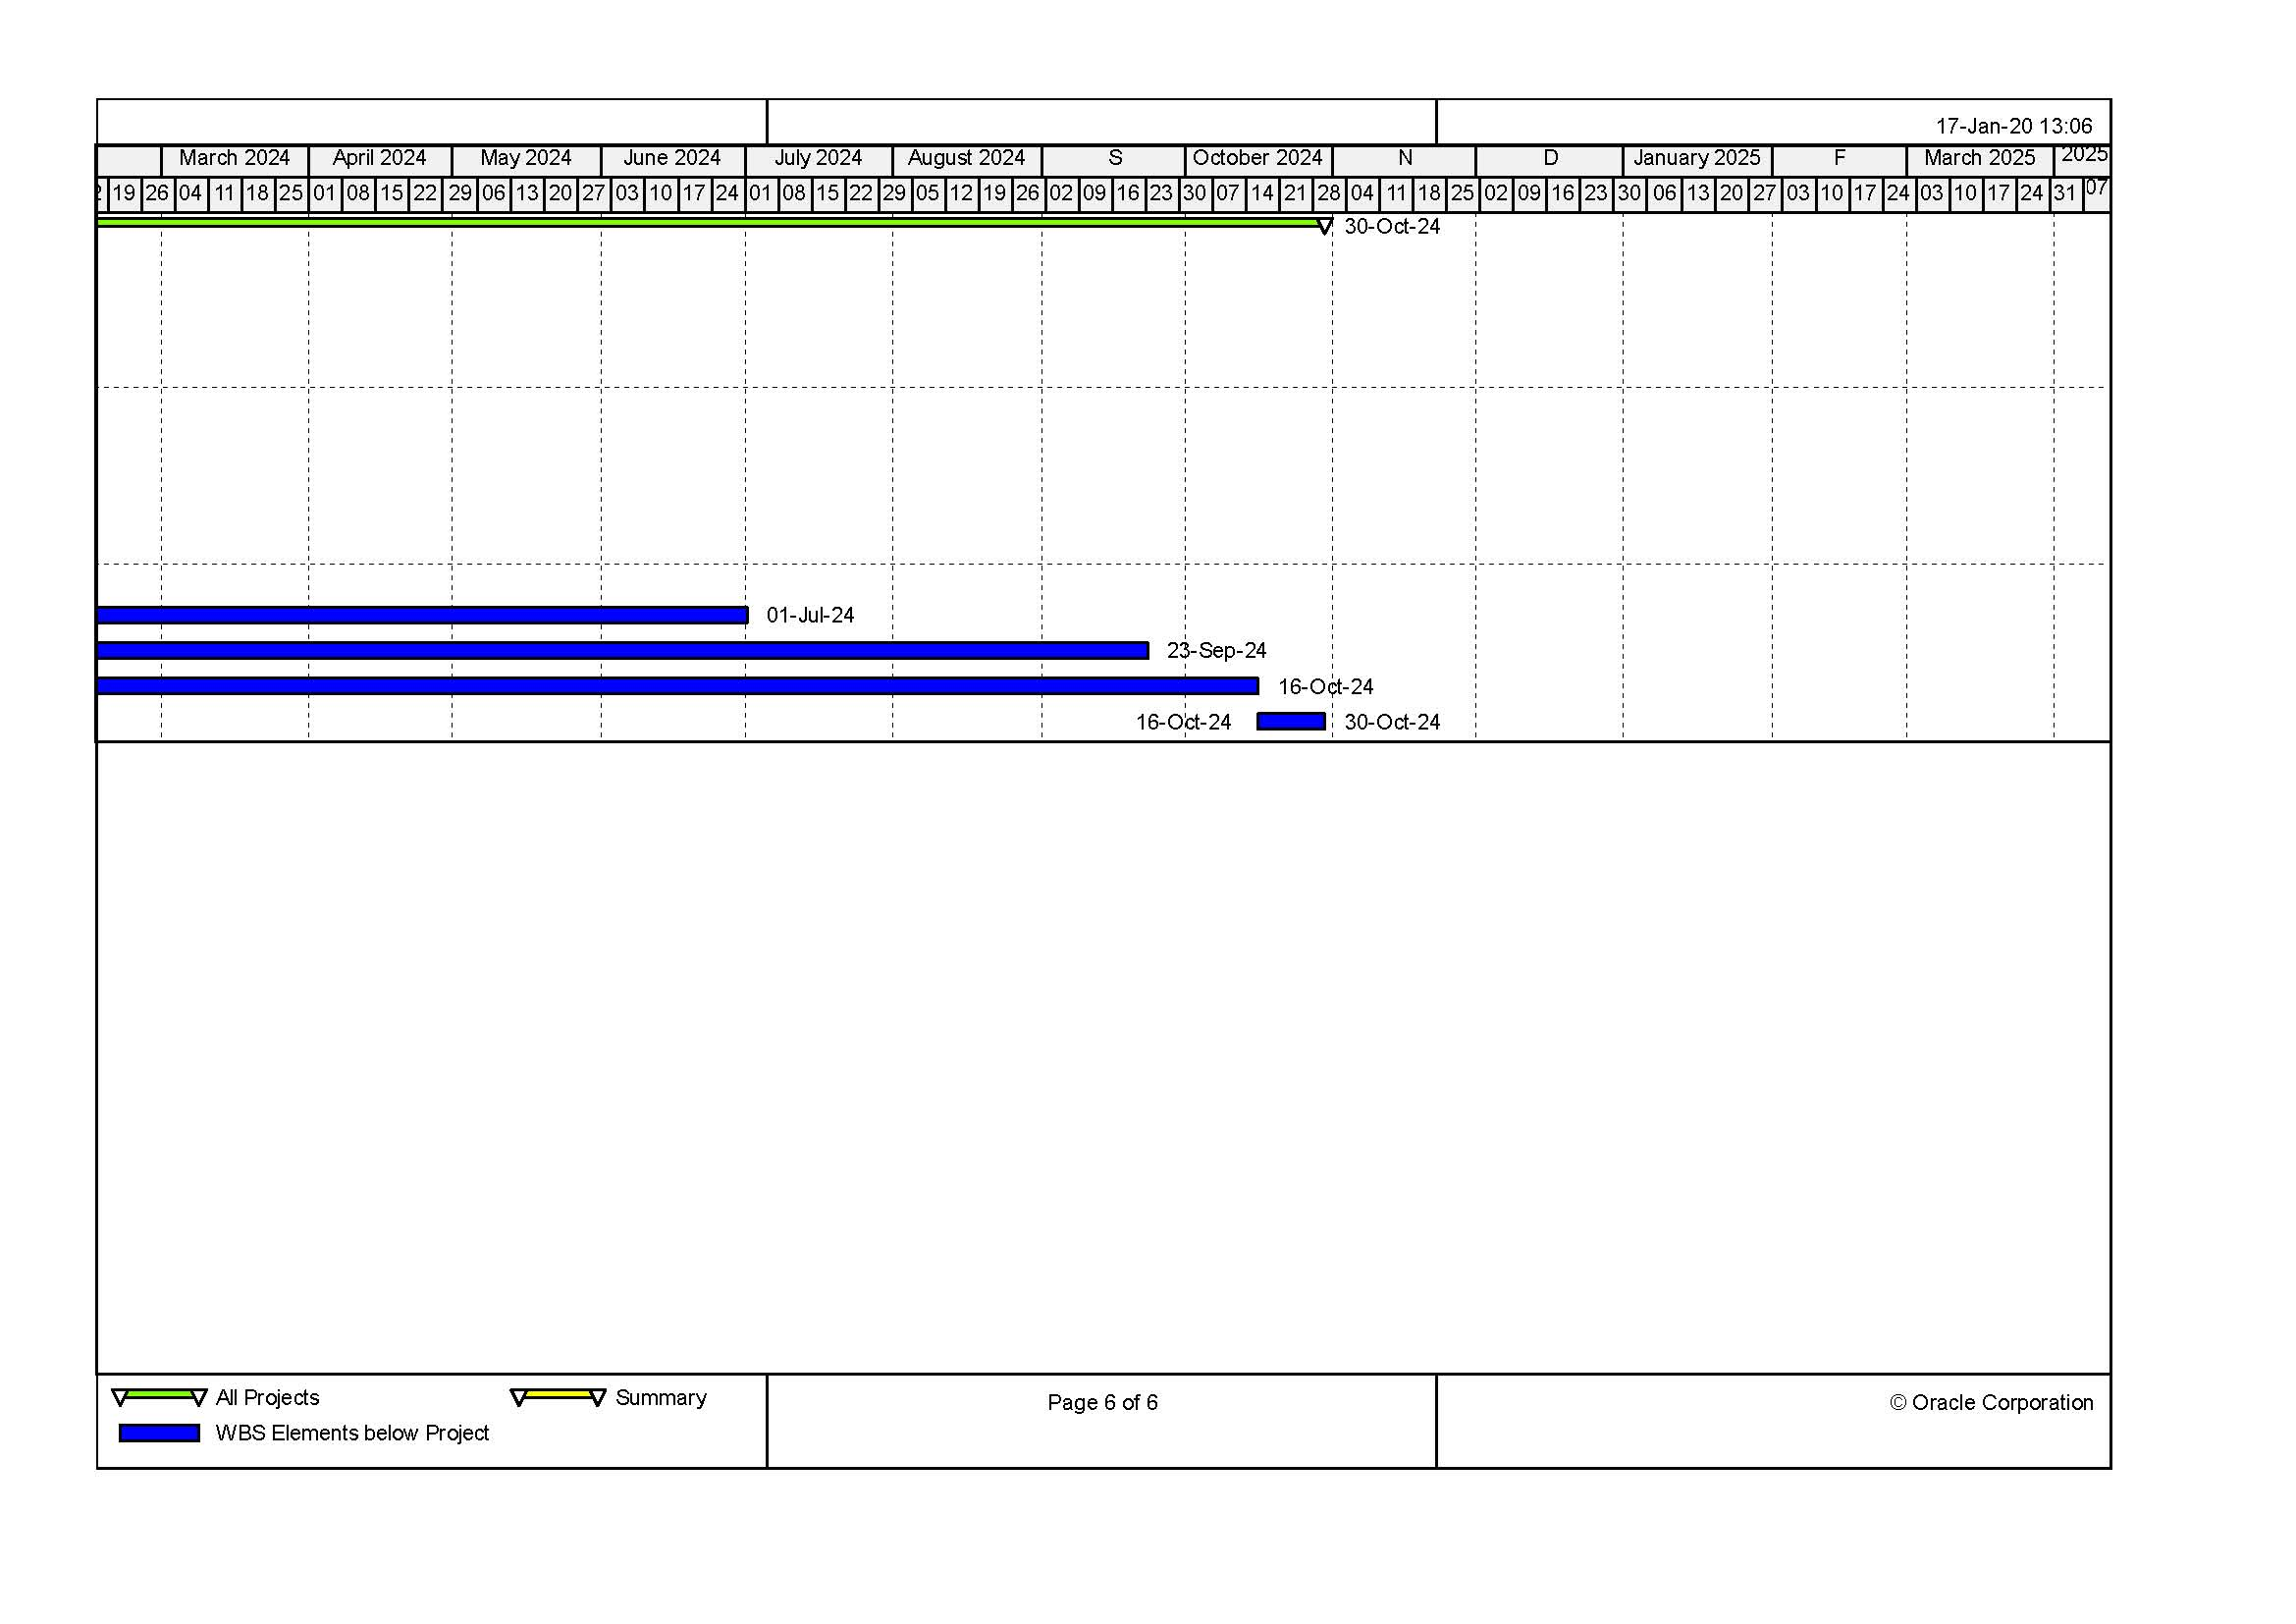 17-Jan-20 13:06
March 2024 April 2024 May 2024 June 2024 July 2024 August 2024 S October 2024 N D January 2025 F March 2025 2025
2 19 26 04 11 18 25 01 08 15 22 29 06 13 20 27 03 10 17 24 01 08 15 22 29 05 12 19 26 02 09 16 23 30 07 14 21 28 04 11 18 25 02 09 16 23 30 06 13 20 27 03 10 17 24 03 10 17 24 31 07
30-Oct-24
01-Jul-24
23-Sep-24
16-Oct-24
16-Oct-24 30-Oct-24
All Projects Summary
WBS Elements below Project
Page 6 of 6
© Oracle Corporation